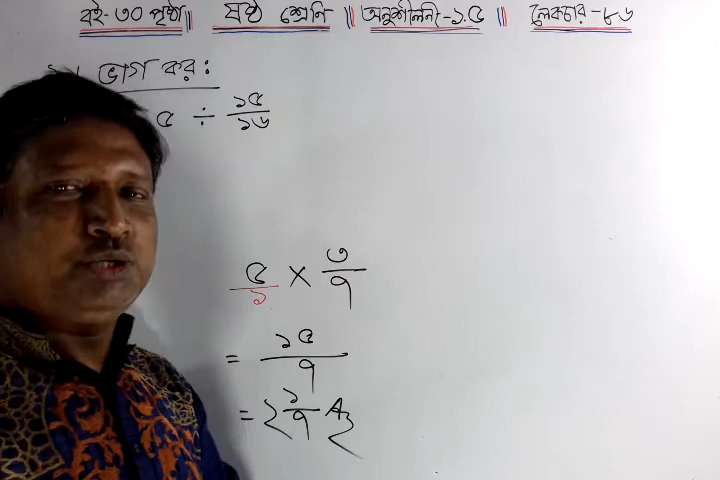 বই-৩০ পৃষ্ঠা || ষষ্ঠ শ্রেনি || অনুশীলনী-১.৫ || লেকচার-৮৬
ভাগ কর:
৫ ÷ ১৫/১৬
৫/১ × ৩/৭
= ১৫/৭
= ২ ১/৭ A